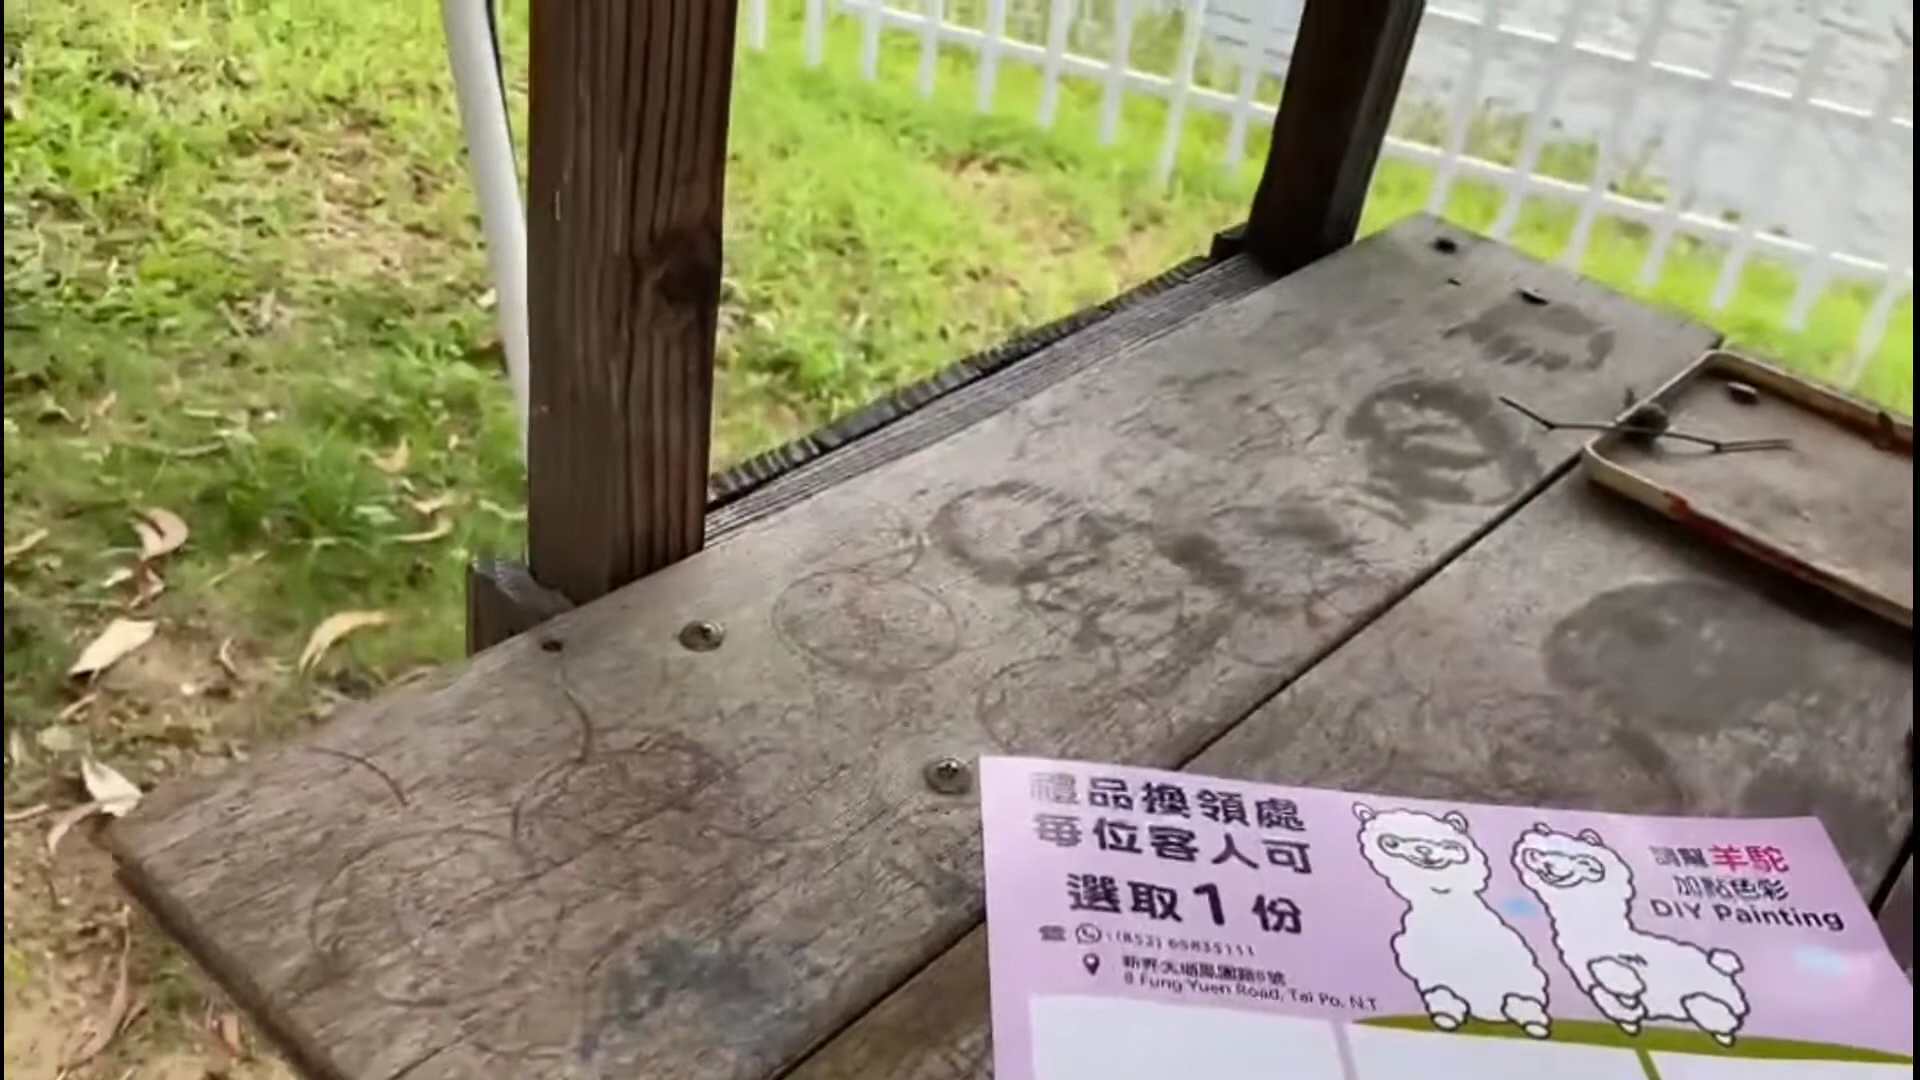 禮品換領處
每位客人可
選取1份
(852) 69835111
新界大埔鳳園路8號
8 Fung Yuen Road, Tai Po, N.T
請幫羊駝
加點色彩
DIY Painting